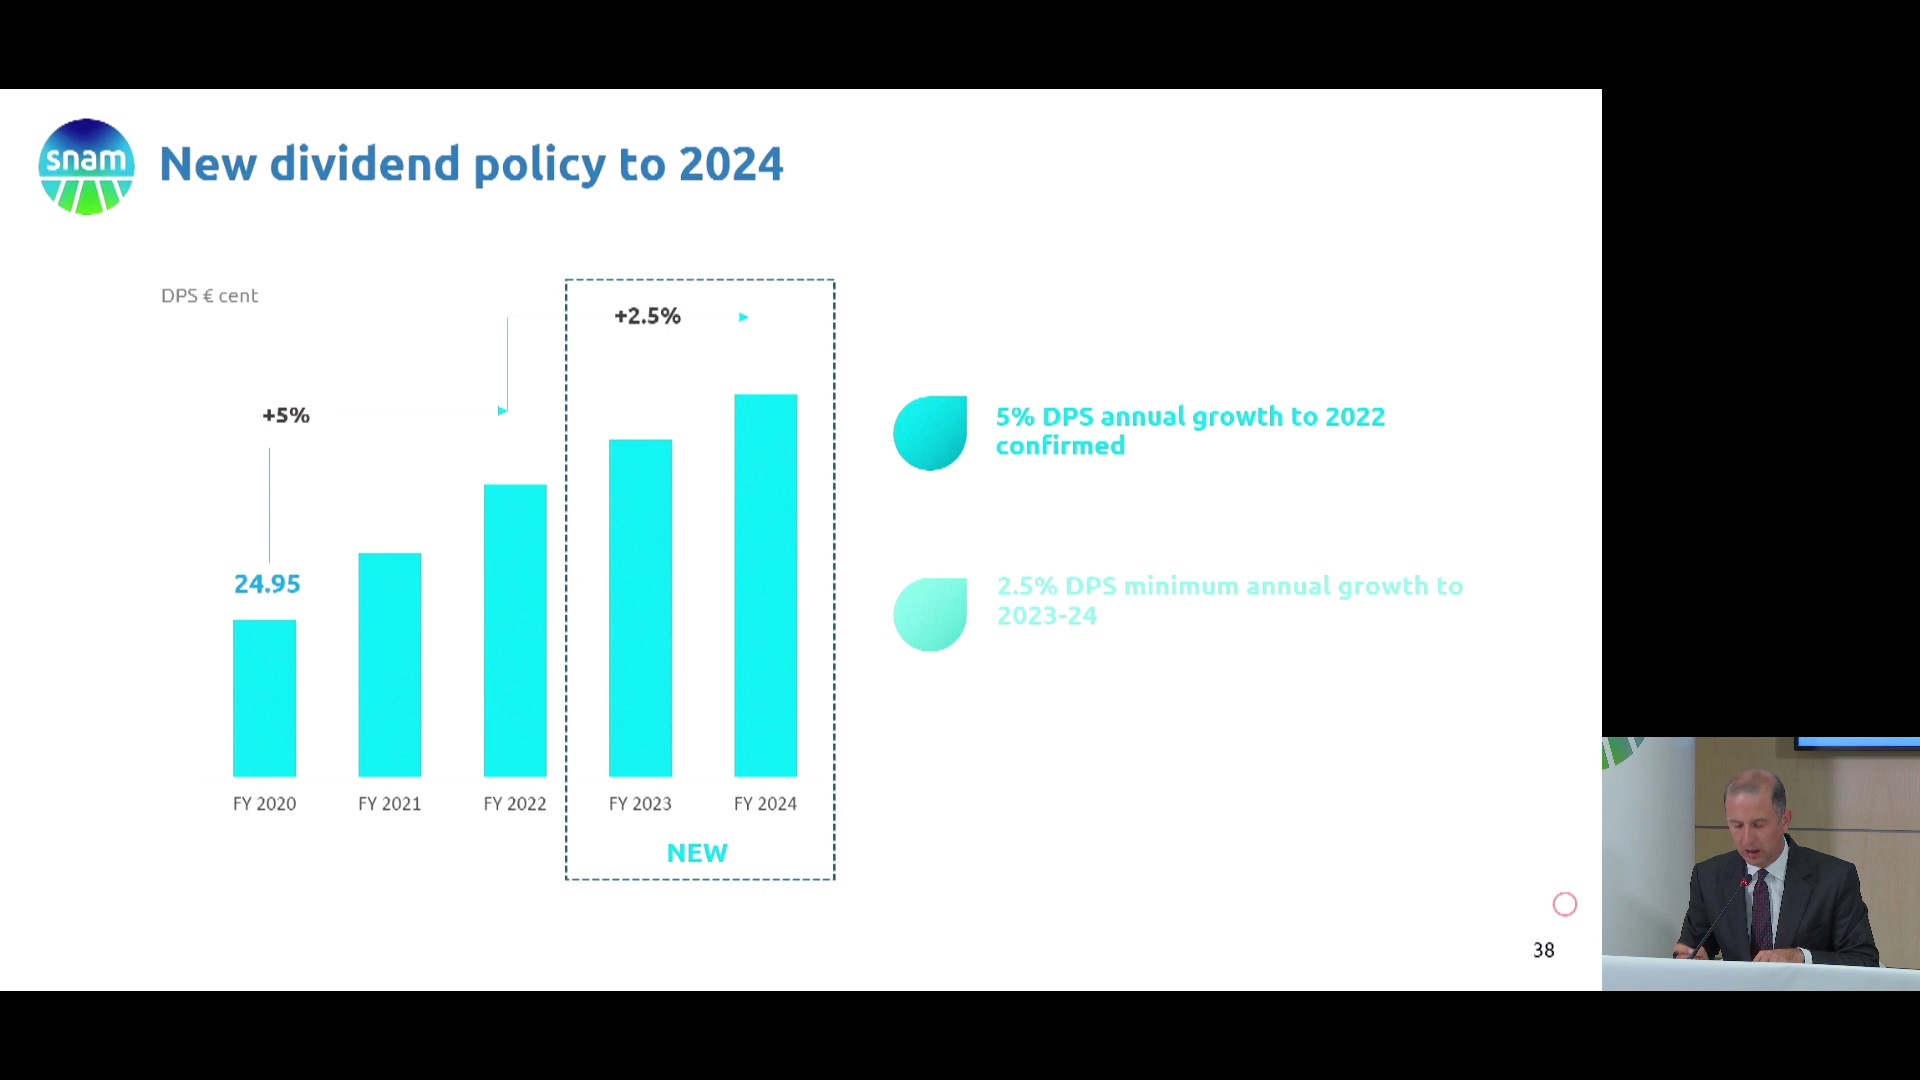 snam
New dividend policy to 2024
DPS € cent
+2.5%
+5%
24.95
FY 2020
FY 2021
FY 2022
FY 2023
FY 2024
NEW
5% DPS annual growth to 2022
confirmed
2.5% DPS minimum annual growth to
2023-24
38